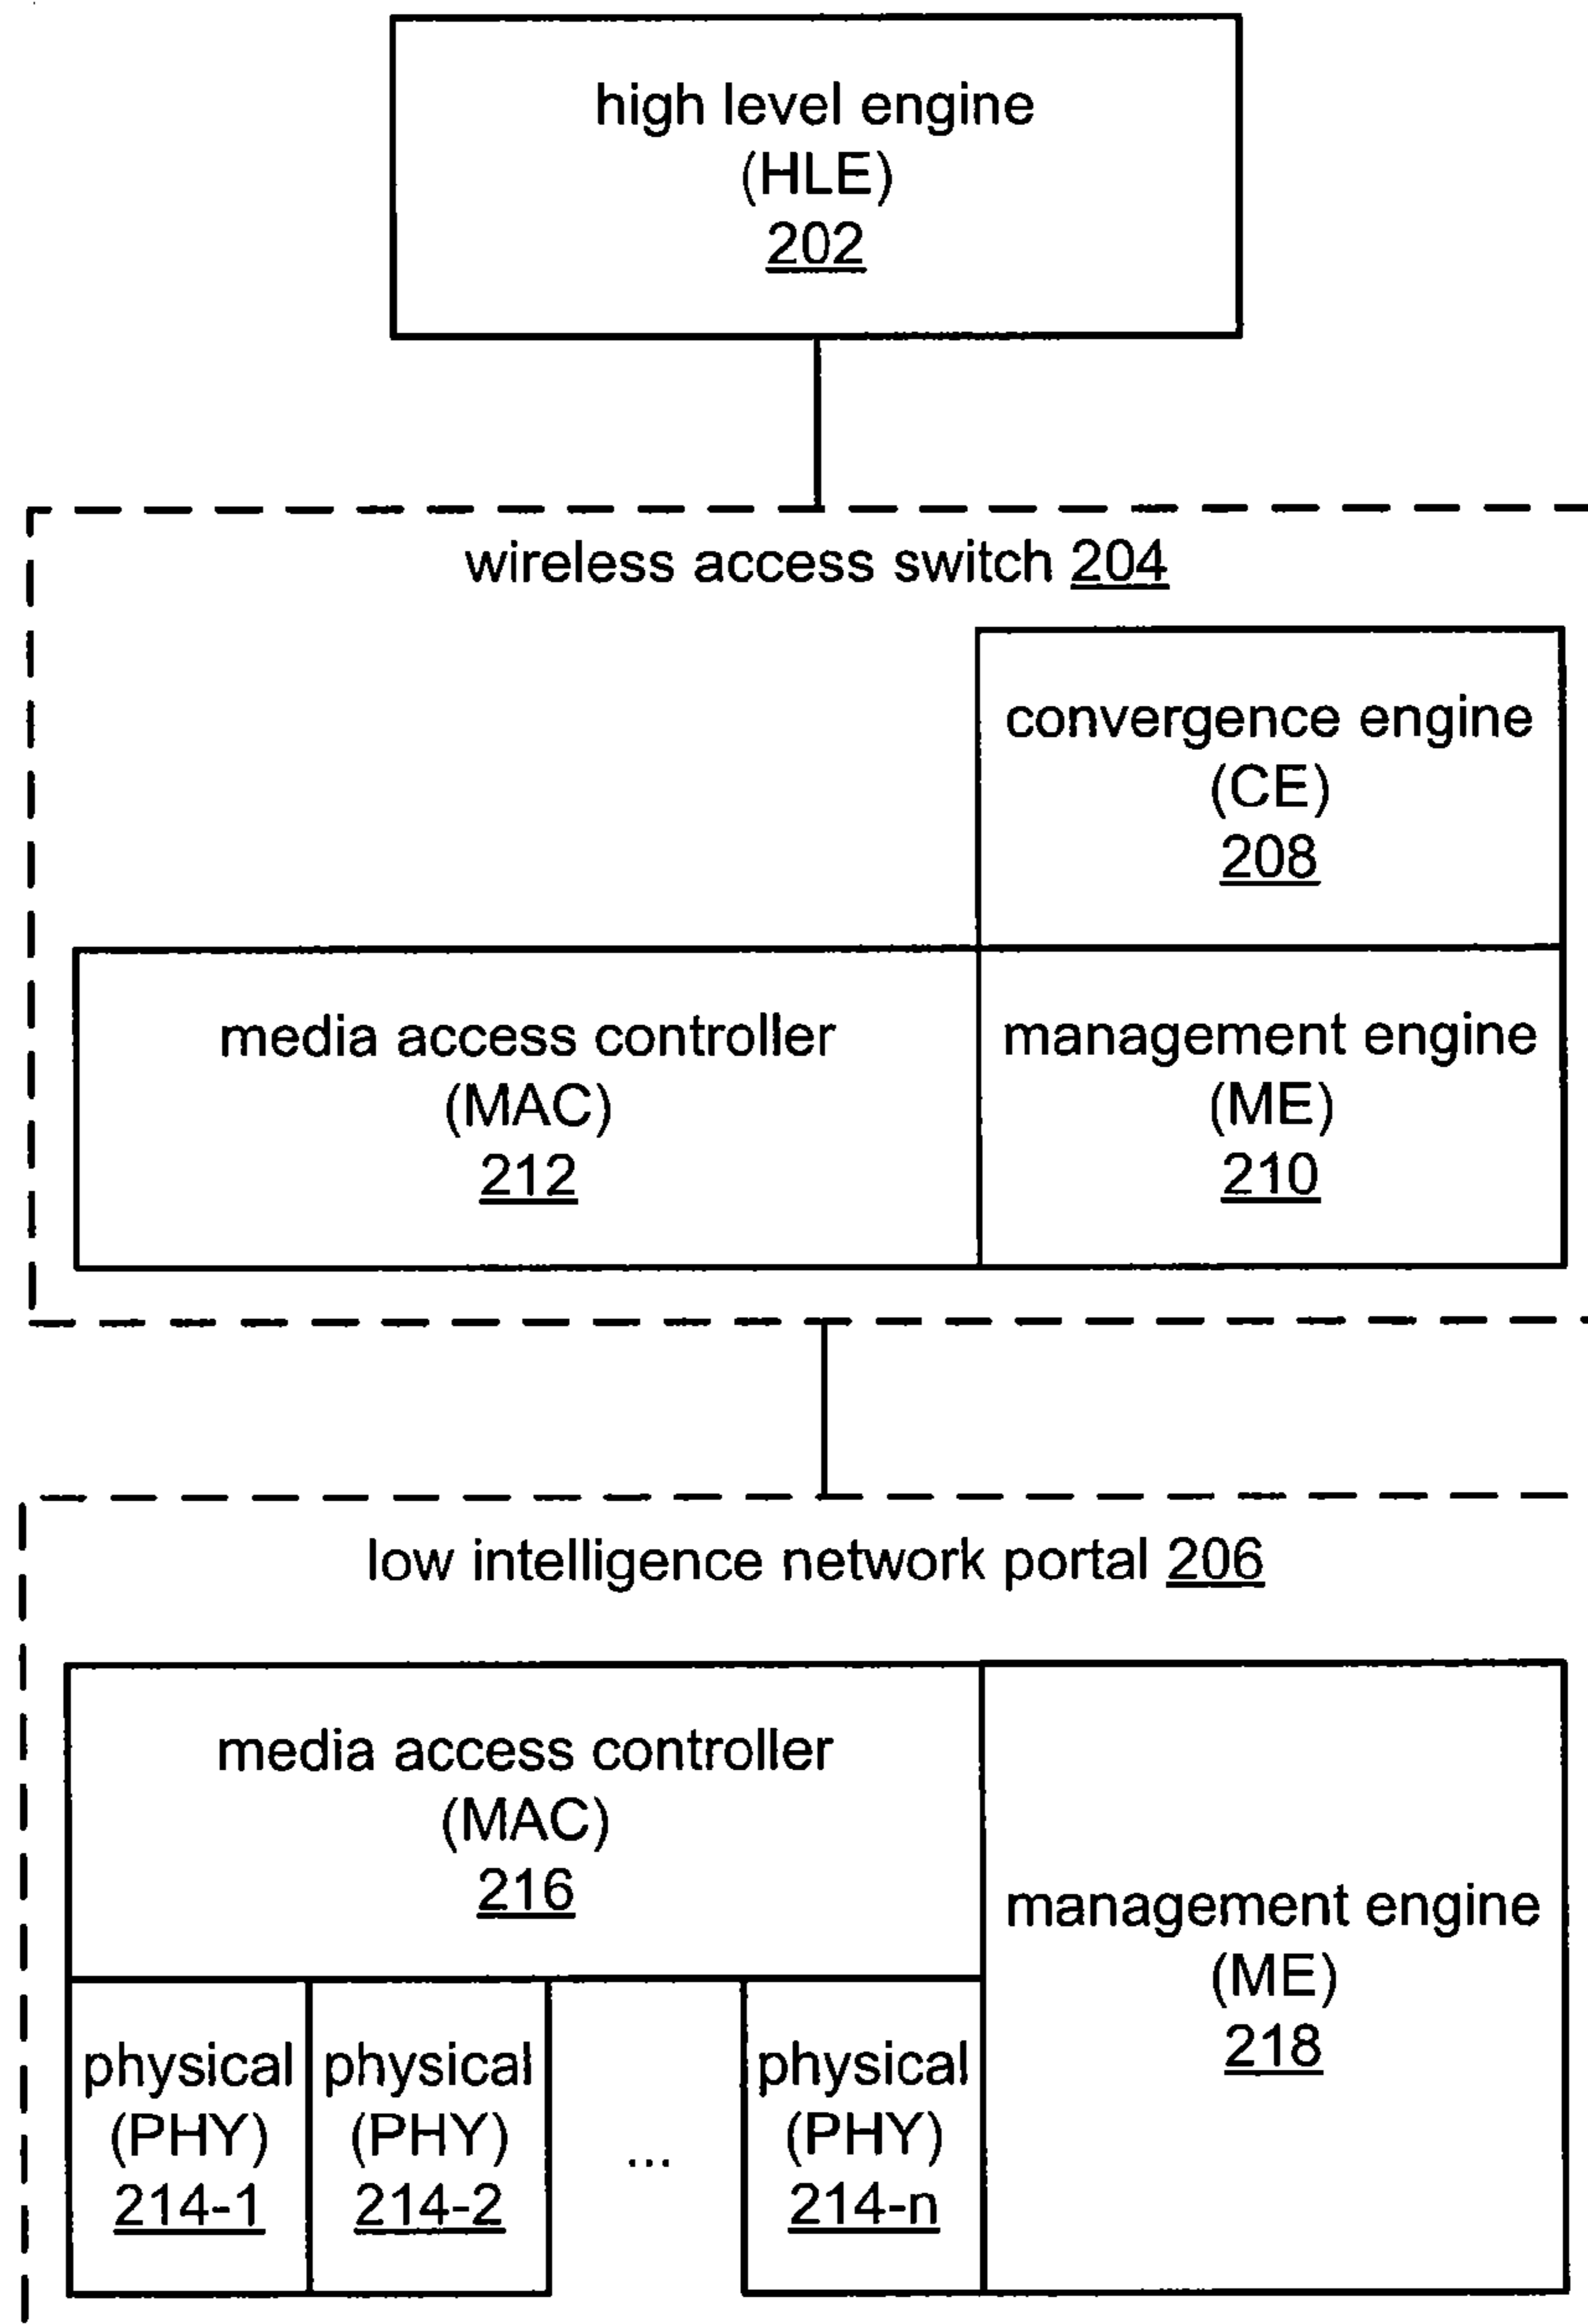 high level engine
(HLE)
202
wireless access switch 204
convergence engine
(CE)
208
media access controller
(MAC)
212
management engine
(ME)
210
low intelligence network portal 206
media access controller
(MAC)
216
management engine
(ME)
218
physical
(PHY)
214-1
physical
(PHY)
214-2
...
physical
(PHY)
214-n